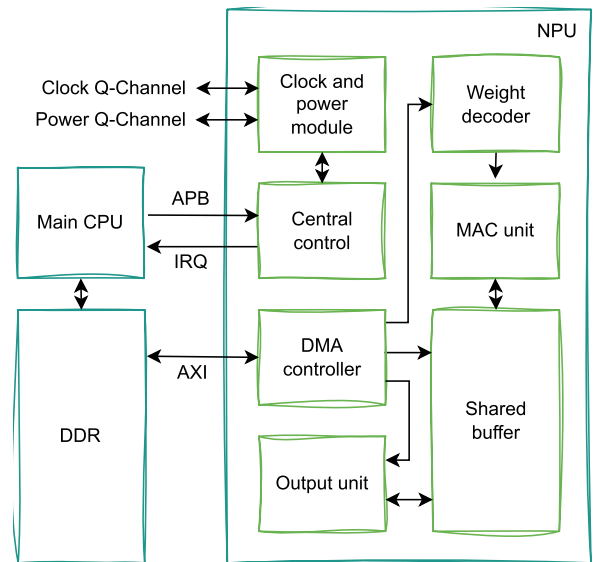 NPU
Clock Q-Channel
Power Q-Channel
Clock and
power
module
Weight
decoder
Main CPU
APB
IRQ
Central
control
MAC unit
DDR
AXI
DMA
controller
Shared
buffer
Output unit